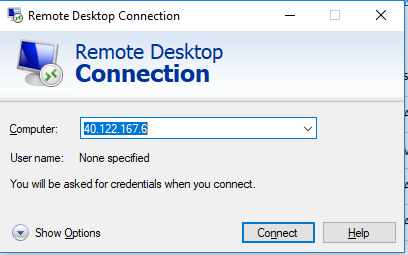 Remote Desktop Connection
Remote Desktop
Connection
Computer: 40.122.167.6
User name: None specified
You will be asked for credentials when you connect.
Show Options Connect Help